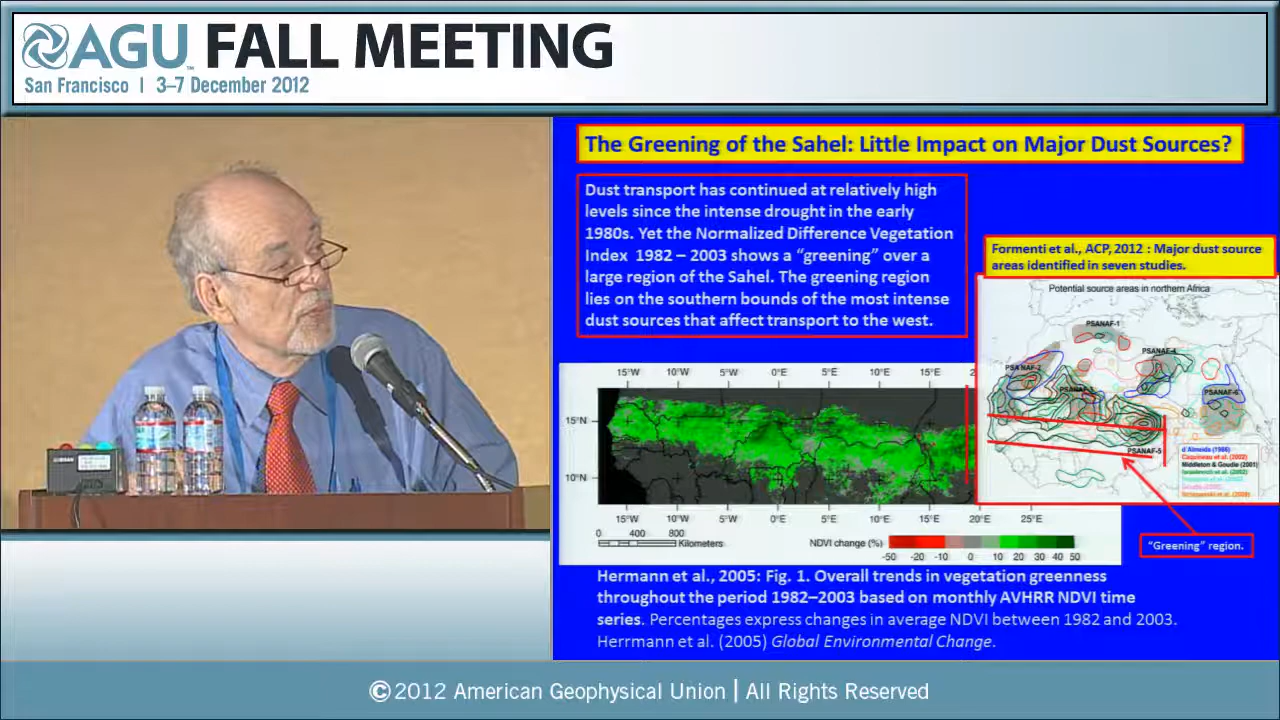 AGU FALL MEETING
San Francisco | 3–7 December 2012
The Greening of the Sahel: Little Impact on Major Dust Sources?
Dust transport has continued at relatively high
levels since the intense drought in the early
1980s. Yet the Normalized Difference Vegetation
Index 1982 – 2003 shows a “greening” over a
large region of the Sahel. The greening region
lies on the southern bounds of the most intense
dust sources that affect transport to the west.
Formenti et al., ACP, 2012 : Major dust source
areas identified in seven studies.
Potential source areas in northern Africa
PSANAF-1
PSANAF-4
PSANAF-2
PSANAF-3
PSANAF-6
PSANAF-5
d'Almeida (1986)
Caquineau et al. (2002)
Middleton & Goudie (2001)
15°W 10°W 5°W 0°E 5°E 10°E 15°E
15°N
10°N
15°W 10°W 5°W 0°E 5°E 10°E 15°E 20°E 25°E
0 400 800
Kilometers
NDVI change (%)
-50 -20 -10 0 10 20 30 40 50
“Greening” region.
Hermann et al., 2005: Fig. 1. Overall trends in vegetation greenness
throughout the period 1982–2003 based on monthly AVHRR NDVI time
series. Percentages express changes in average NDVI between 1982 and 2003.
Herrmann et al. (2005) Global Environmental Change.
©2012 American Geophysical Union | All Rights Reserved